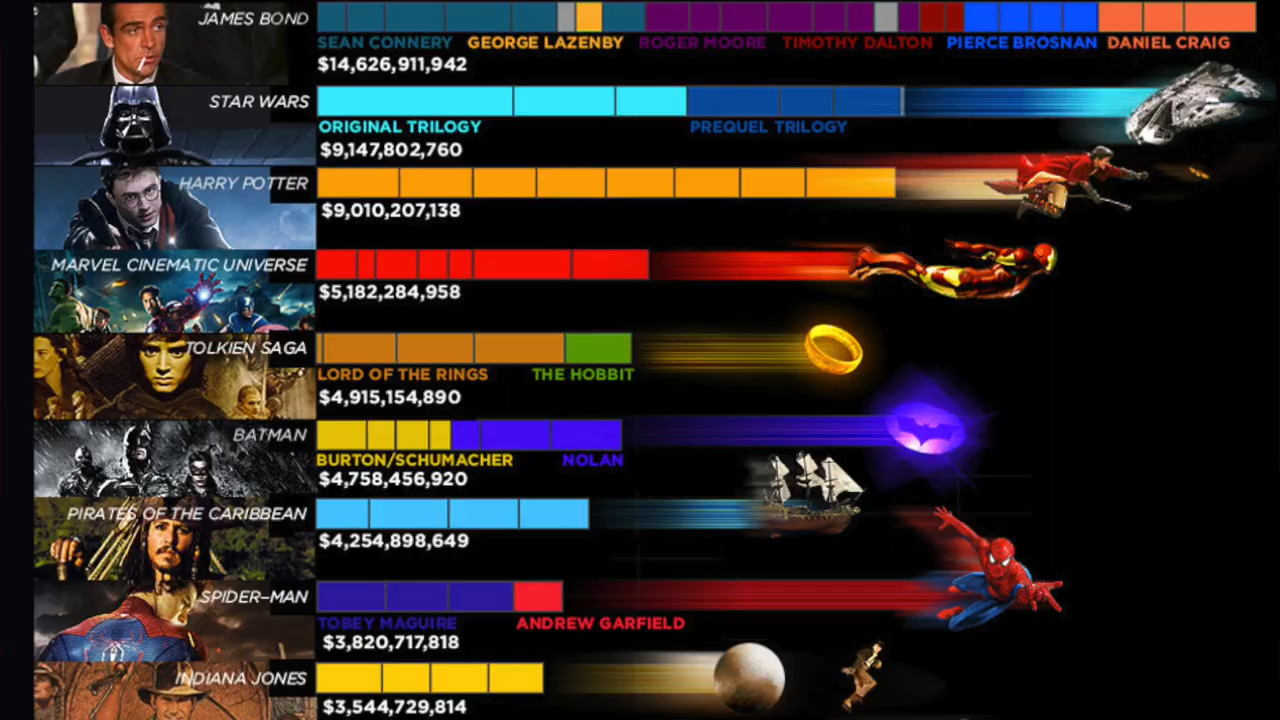 JAMES BOND
SEAN CONNERY GEORGE LAZENBY ROGER MOORE TIMOTHY DALTON PIERCE BROSNAN DANIEL CRAIG
$14,626,911,942
STAR WARS
ORIGINAL TRILOGY PREQUEL TRILOGY
$9,147,802,760
HARRY POTTER
$9,010,207,138
MARVEL CINEMATIC UNIVERSE
$5,182,284,958
TOLKIEN SAGA
LORD OF THE RINGS THE HOBBIT
$4,915,154,890
BATMAN
BURTON/SCHUMACHER NOLAN
$4,758,456,920
PIRATES OF THE CARIBBEAN
$4,254,898,649
SPIDER–MAN
TOBEY MAGUIRE ANDREW GARFIELD
$3,820,717,818
INDIANA JONES
$3,544,729,814